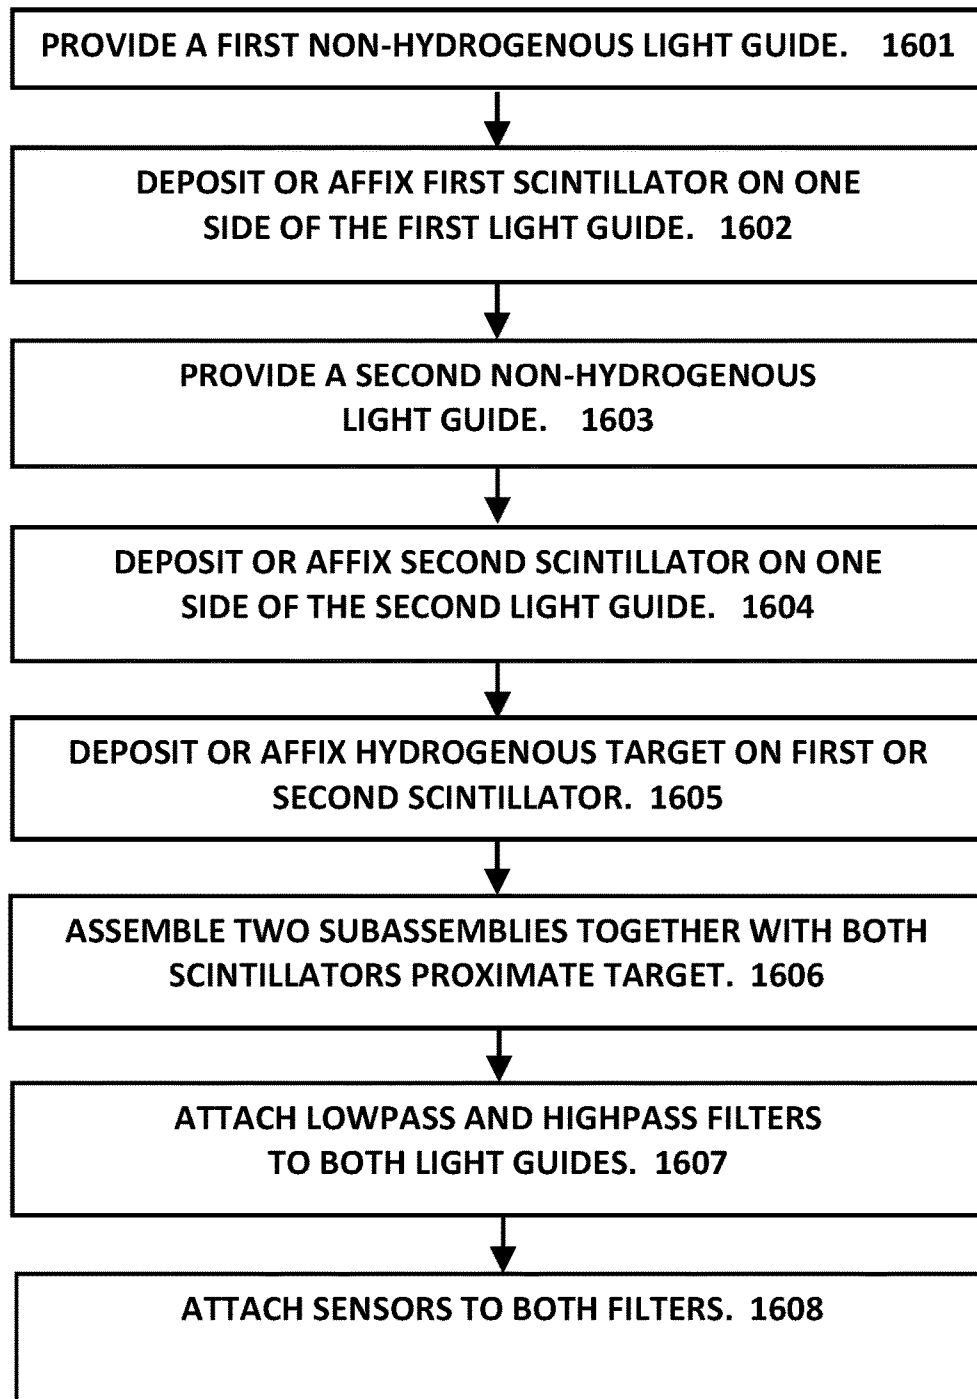 PROVIDE A FIRST NON-HYDROGENOUS LIGHT GUIDE. 1601
DEPOSIT OR AFFIX FIRST SCINTILLATOR ON ONE
SIDE OF THE FIRST LIGHT GUIDE. 1602
PROVIDE A SECOND NON-HYDROGENOUS
LIGHT GUIDE. 1603
DEPOSIT OR AFFIX SECOND SCINTILLATOR ON ONE
SIDE OF THE SECOND LIGHT GUIDE. 1604
DEPOSIT OR AFFIX HYDROGENOUS TARGET ON FIRST OR
SECOND SCINTILLATOR. 1605
ASSEMBLE TWO SUBASSEMBLIES TOGETHER WITH BOTH
SCINTILLATORS PROXIMATE TARGET. 1606
ATTACH LOWPASS AND HIGHPASS FILTERS
TO BOTH LIGHT GUIDES. 1607
ATTACH SENSORS TO BOTH FILTERS. 1608